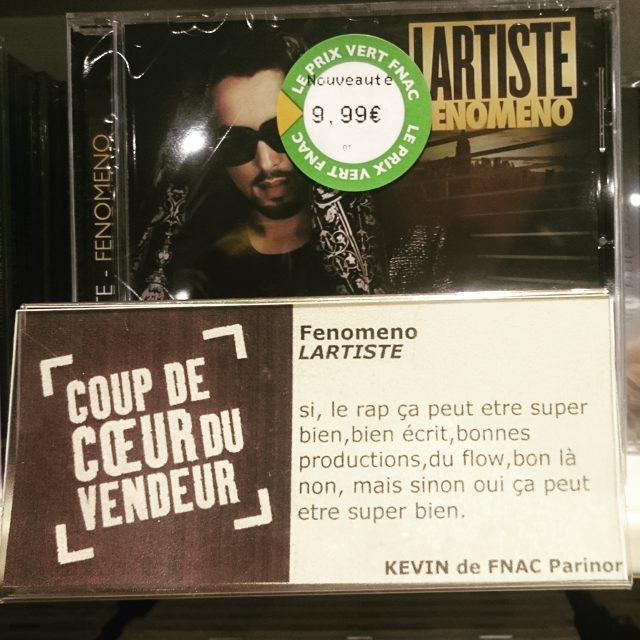 LE PRIX VERT FNAC
LE PRIX VERT FNAC
Nouveauté
9,99€
LARTISTE
FENOMENO
TE - FENOMENO
COUP DE
CŒUR DU
VENDEUR
Fenomeno
LARTISTE
si, le rap ça peut etre super
bien,bien écrit,bonnes
productions,du flow,bon là
non, mais sinon oui ça peut
etre super bien.
KEVIN de FNAC Parinor